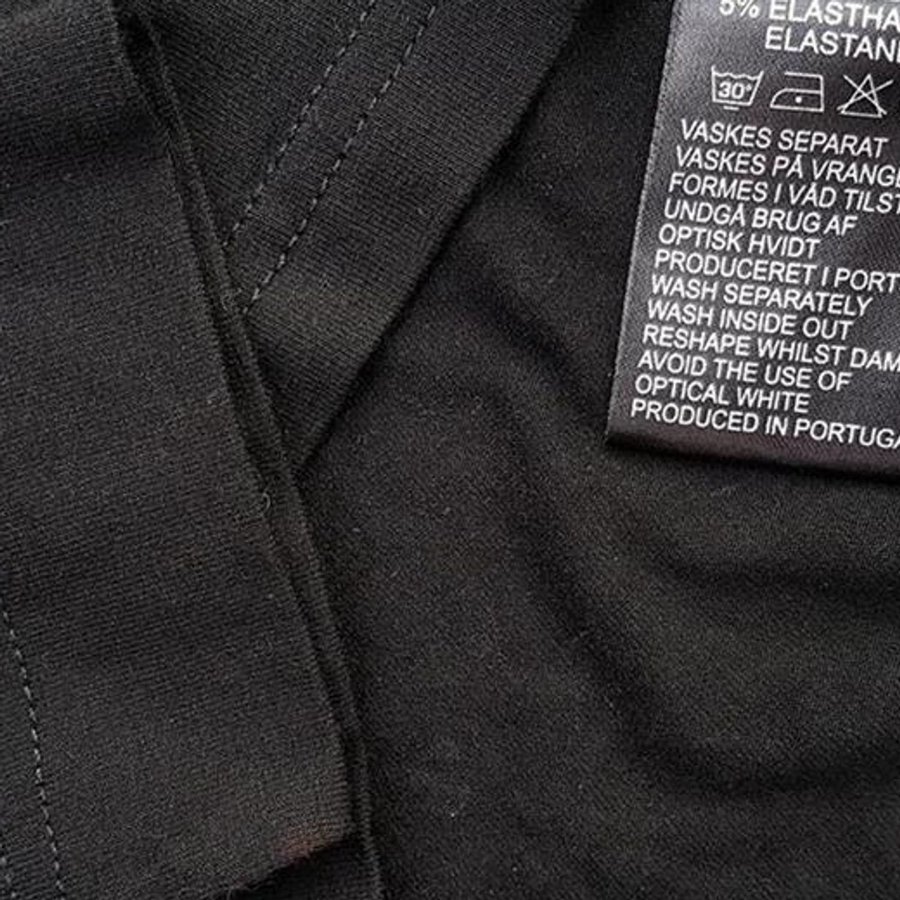 5% ELASTHA
ELASTAN
30°
VASKES SEPARAT
VASKES PÅ VRANGE
FORMES I VÅD TILST
UNDGÅ BRUG AF
OPTISK HVIDT
PRODUCERET I PORT
WASH SEPARATELY
WASH INSIDE OUT
RESHAPE WHILST DAM
AVOID THE USE OF
OPTICAL WHITE
PRODUCED IN PORTUGA